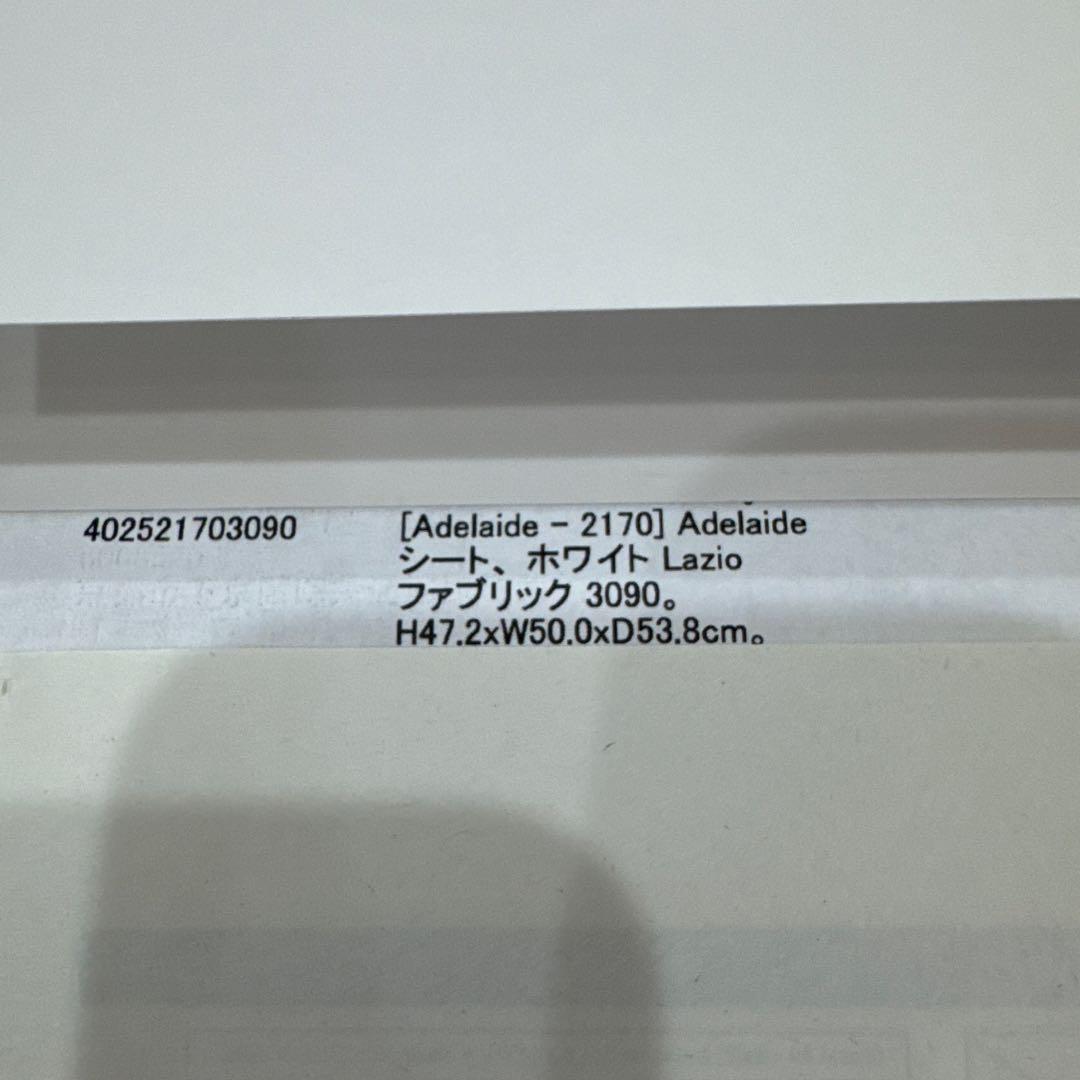 402521703090 [Adelaide - 2170] Adelaide
シート、ホワイト Lazio
ファブリック 3090。
H47.2xW50.0xD53.8cm。